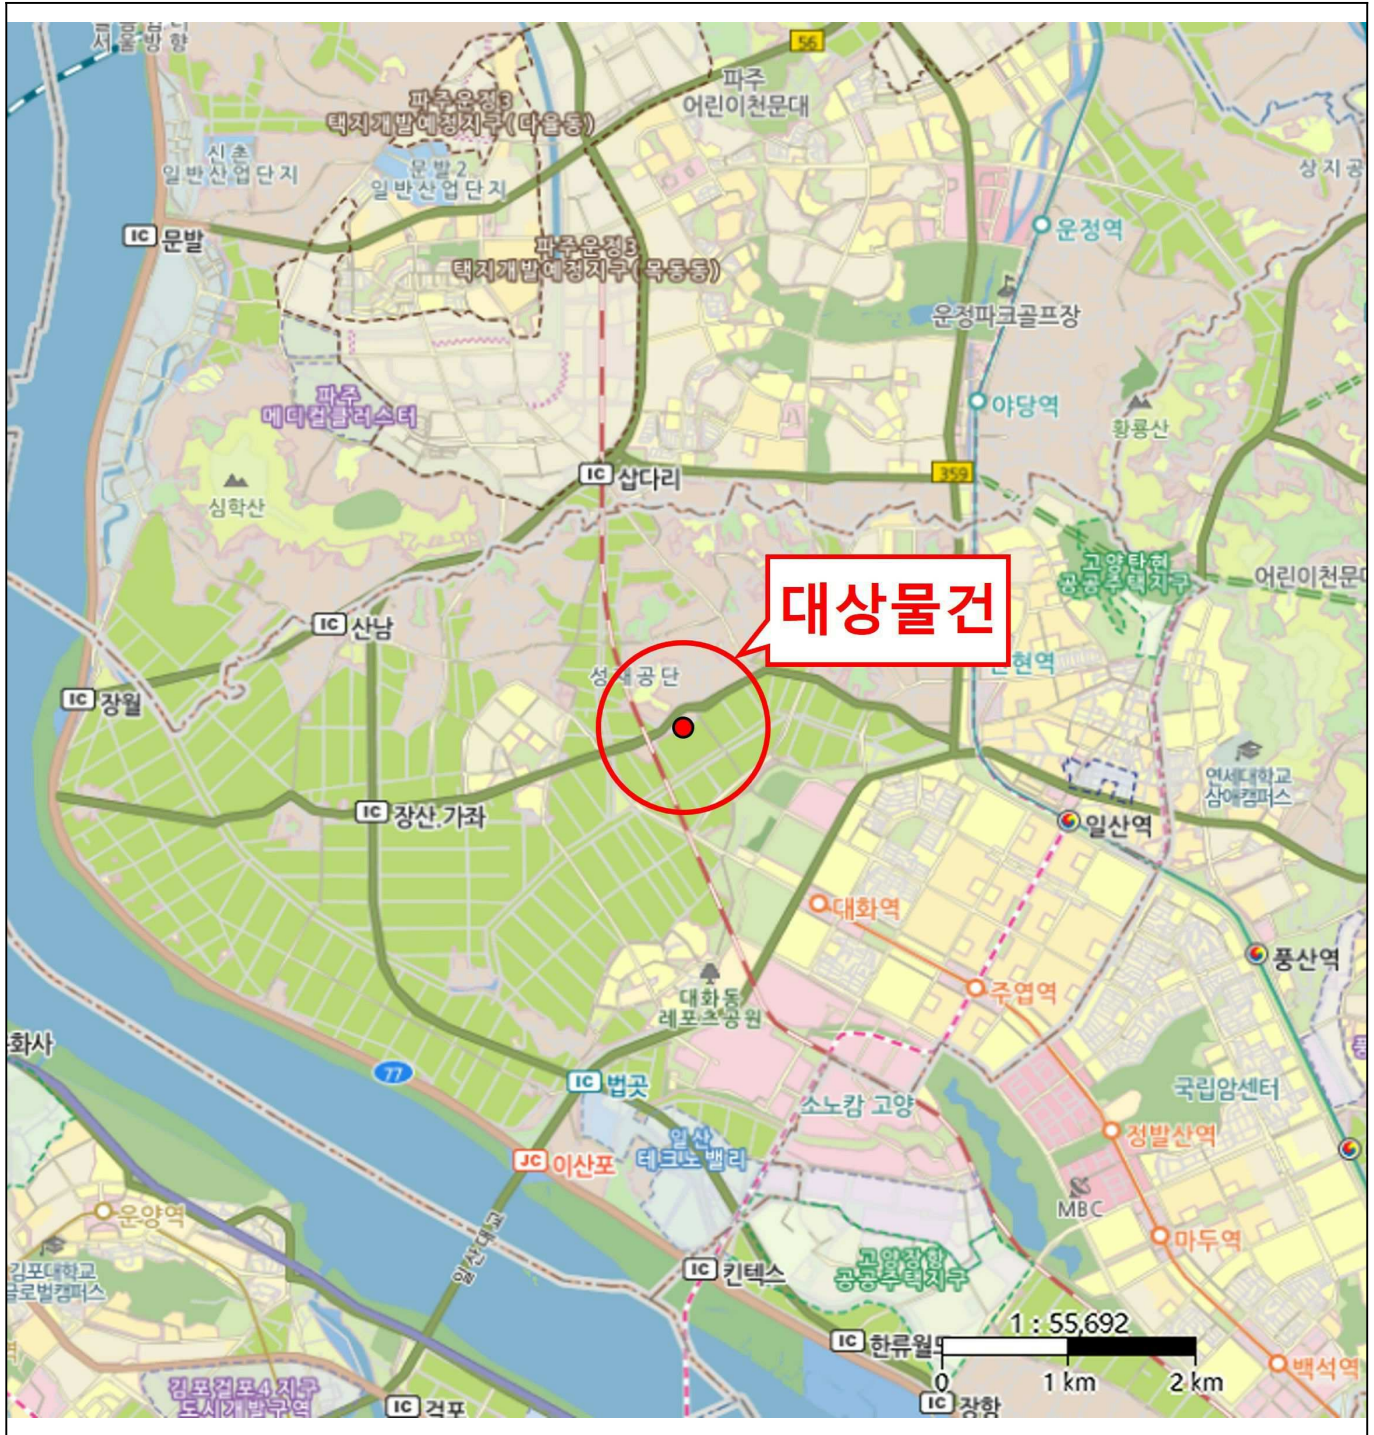 서울방향
56
파주
어린이천문대
파주운정3
택지개발예정지구(다율동)
신촌
일반산업단지
문발2
일반산업단지
상지공
IC 문발
운정역
파주운정3
택지개발예정지구(목동동)
운정파크골프장
파주
메디컬클러스터
야당역
황룡산
IC 삽다리
359
심학산
고양탄현
공공주택지구
어린이천문대
대상물건
IC 산남
현역
성재공단
IC 장월
연세대학교
삼애캠퍼스
IC 장산.가좌
일산역
대화역
풍산역
주엽역
대화동
레포츠공원
화사
77
IC 법곳
국립암센터
소노캄 고양
정발산역
일산
테크노밸리
JC 이산포
MBC
운양역
마두역
일산대교
김포대학교
글로벌캠퍼스
고양장항
공공주택지구
IC 킨텍스
1 : 55,692
IC 한류월드
백석역
0 1 km 2 km
김포걸포4지구
도시개발구역
IC 걸포
IC 장항